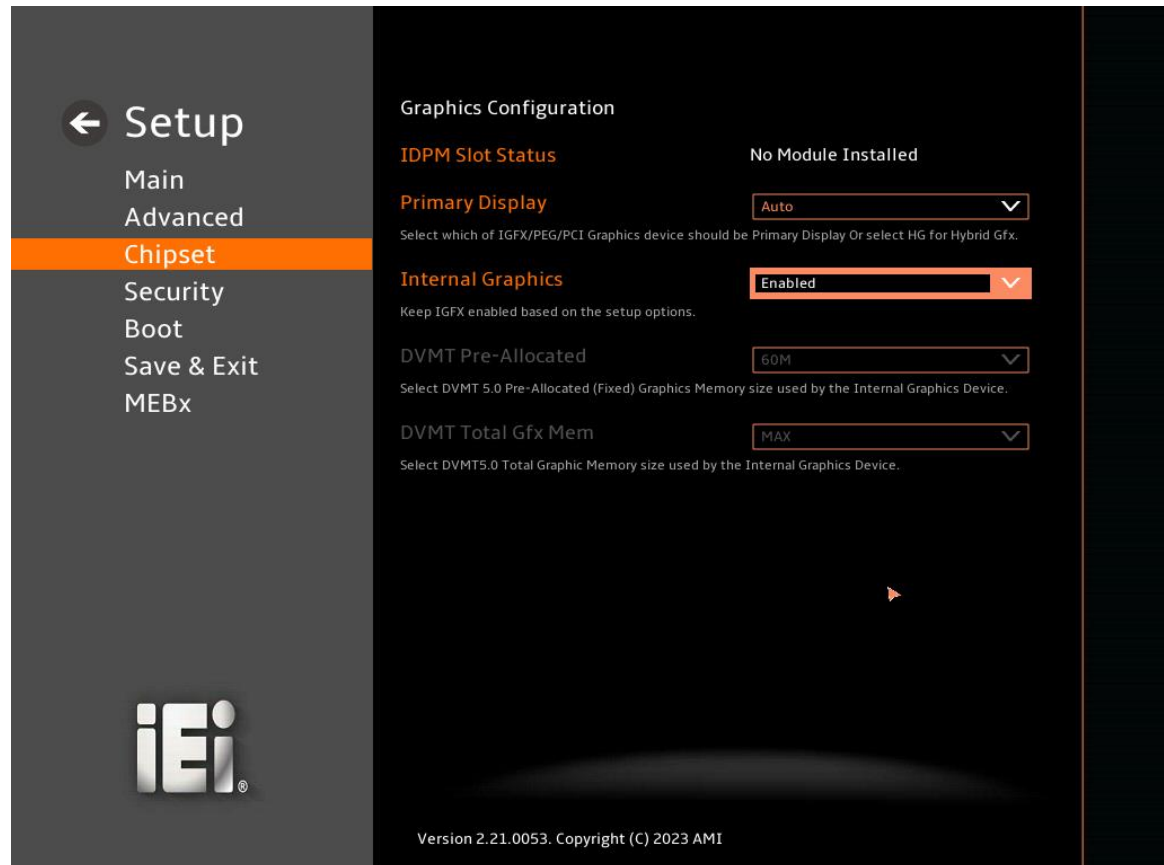 Setup
Main
Advanced
Chipset
Security
Boot
Save & Exit
MEBx
iEi®
Graphics Configuration
IDPM Slot Status No Module Installed
Primary Display Auto
Select which of IGFX/PEG/PCI Graphics device should be Primary Display Or select HG for Hybrid Gfx.
Internal Graphics Enabled
Keep IGFX enabled based on the setup options.
DVMT Pre-Allocated 60M
Select DVMT 5.0 Pre-Allocated (Fixed) Graphics Memory size used by the Internal Graphics Device.
DVMT Total Gfx Mem MAX
Select DVMT5.0 Total Graphic Memory size used by the Internal Graphics Device.
Version 2.21.0053. Copyright (C) 2023 AMI